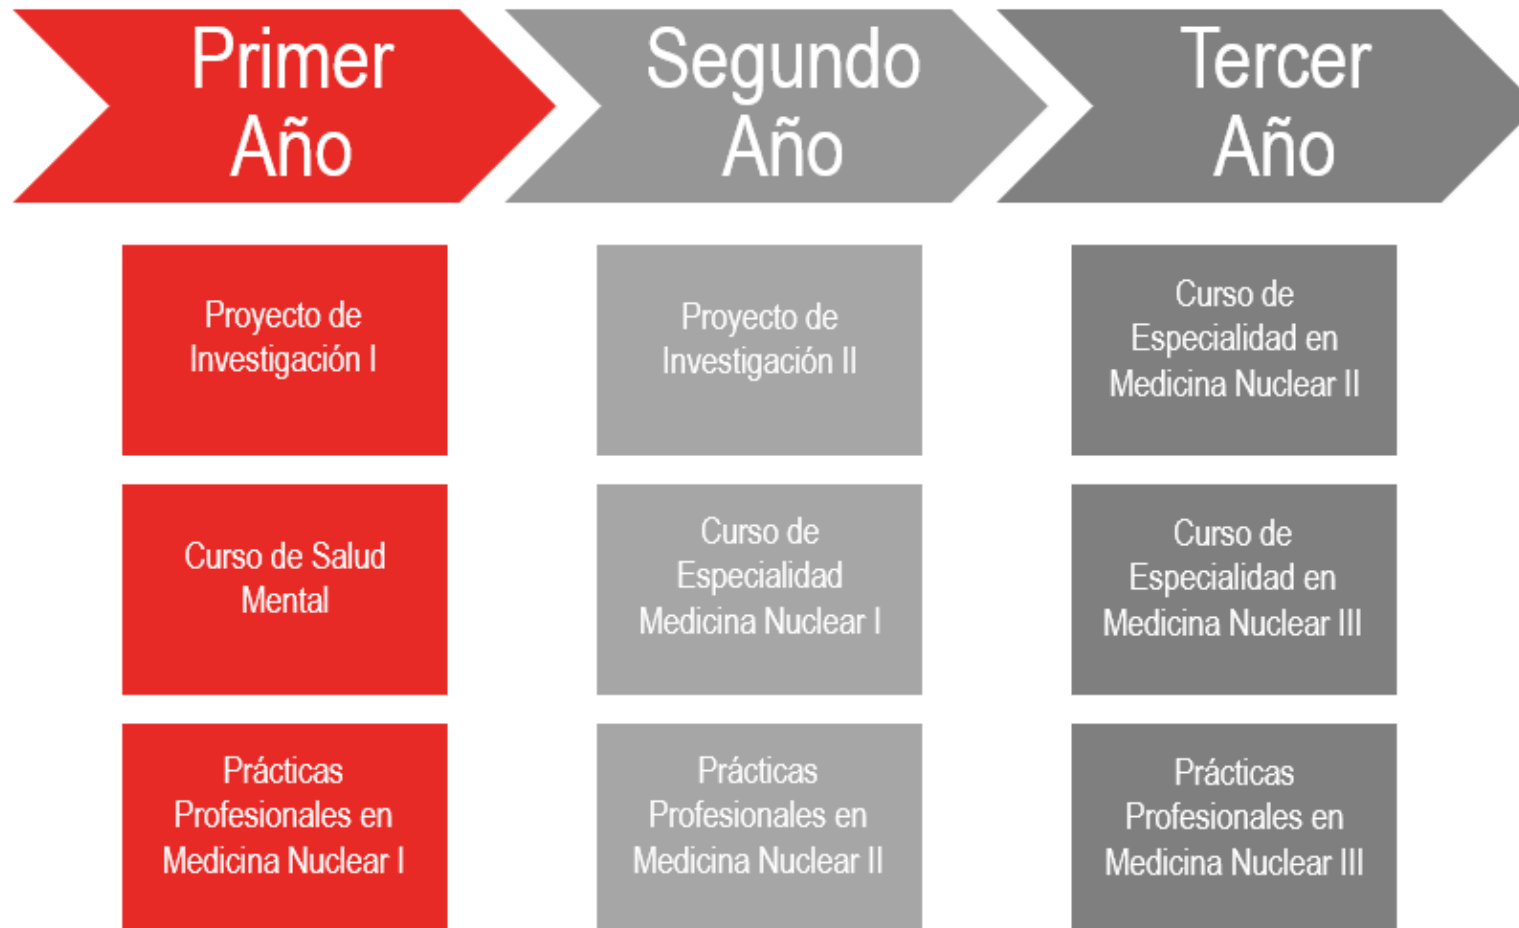 Primer
Año
Segundo
Año
Tercer
Año
Proyecto de
Investigación I
Proyecto de
Investigación II
Curso de
Especialidad en
Medicina Nuclear II
Curso de Salud
Mental
Curso de
Especialidad
Medicina Nuclear I
Curso de
Especialidad en
Medicina Nuclear III
Prácticas
Profesionales en
Medicina Nuclear I
Prácticas
Profesionales en
Medicina Nuclear II
Prácticas
Profesionales en
Medicina Nuclear III